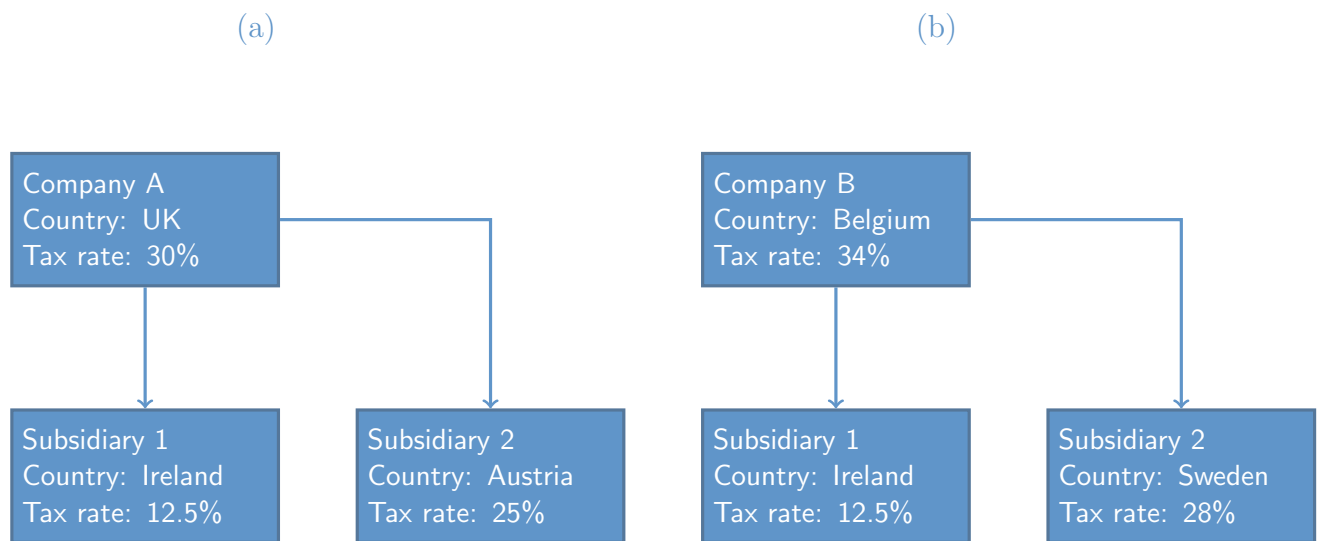 (a)
(b)
Company A
Country: UK
Tax rate: 30%
Company B
Country: Belgium
Tax rate: 34%
Subsidiary 1
Country: Ireland
Tax rate: 12.5%
Subsidiary 2
Country: Austria
Tax rate: 25%
Subsidiary 1
Country: Ireland
Tax rate: 12.5%
Subsidiary 2
Country: Sweden
Tax rate: 28%